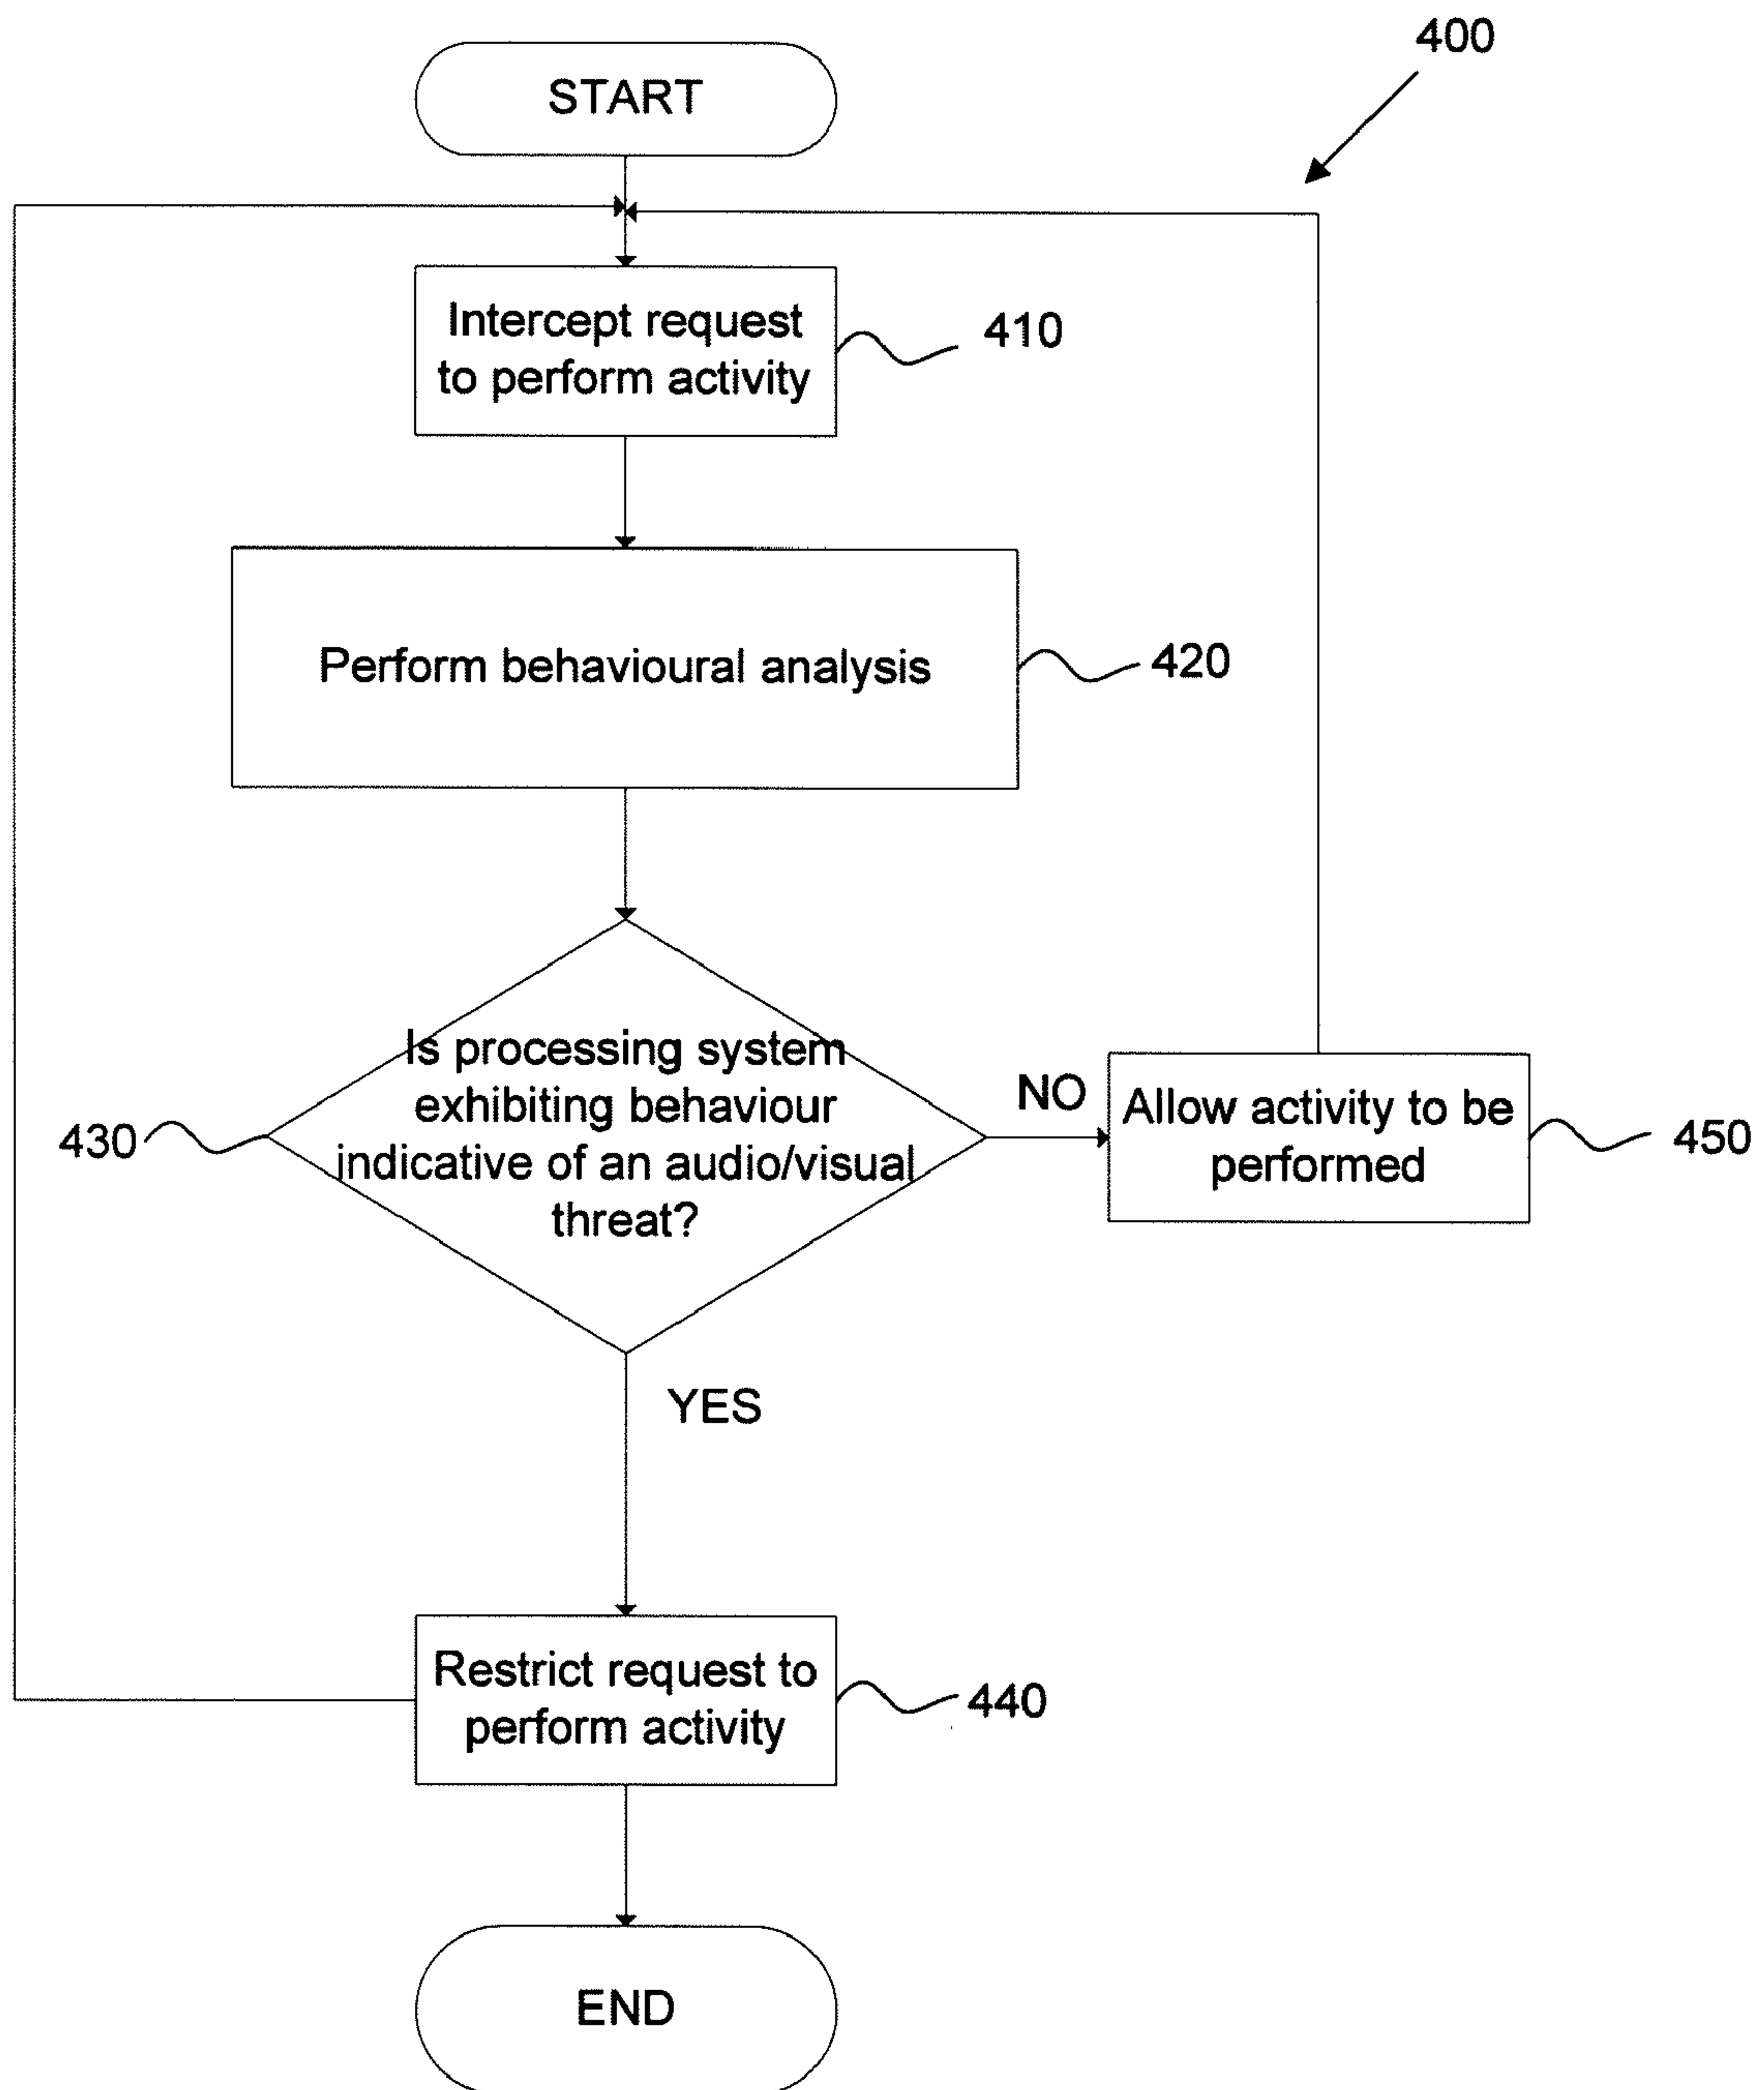 400
START
Intercept request
to perform activity
410
Perform behavioural analysis
420
Is processing system
exhibiting behaviour
indicative of an audio/visual
threat?
430
NO
Allow activity to be
performed
450
YES
Restrict request to
perform activity
440
END